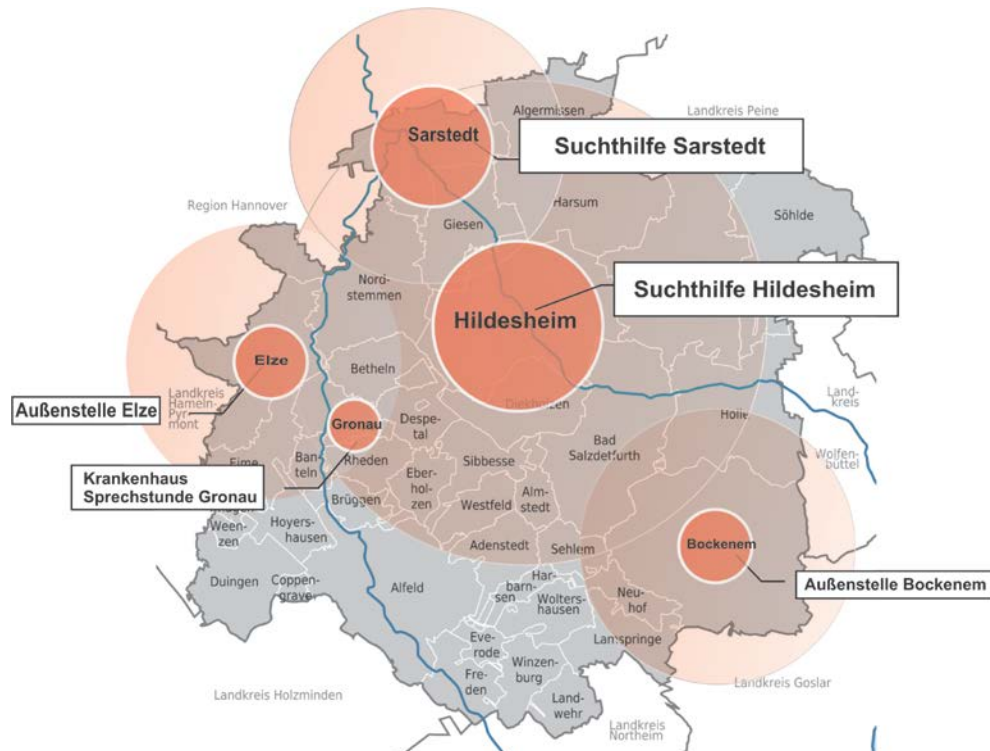 Algermissen
Landkreis Peine
Sarstedt
Suchthilfe Sarstedt
Region Hannover
Harsum
Söhlde
Giesen
Nord-
stemmen
Suchthilfe Hildesheim
Hildesheim
Elze
Betheln
Landkreis
Hameln-
Pyr-
mont
Außenstelle Elze
Diekholzen
Land-
kreis
Wolfen-
büttel
Holle
Gronau
Despe-
tal
Bad
Salzdetfurth
Eime
Ban-
teln
Rheden
Sibbesse
Krankenhaus
Sprechstunde Gronau
Eber-
hol-
zen
Alm-
stedt
Westfeld
Brüggen
Ween-
zen
Hoyers-
hausen
Adenstedt
Sehlem
Bockenem
Außenstelle Bockenem
Duingen
Coppen-
grave
Alfeld
Har-
barn-
sen
Wolters-
hausen
Neu-
hof
Lamspringe
Eve-
rode
Winzen-
burg
Fre-
den
Land-
wehr
Landkreis Goslar
Landkreis Holzminden
Landkreis
Northeim